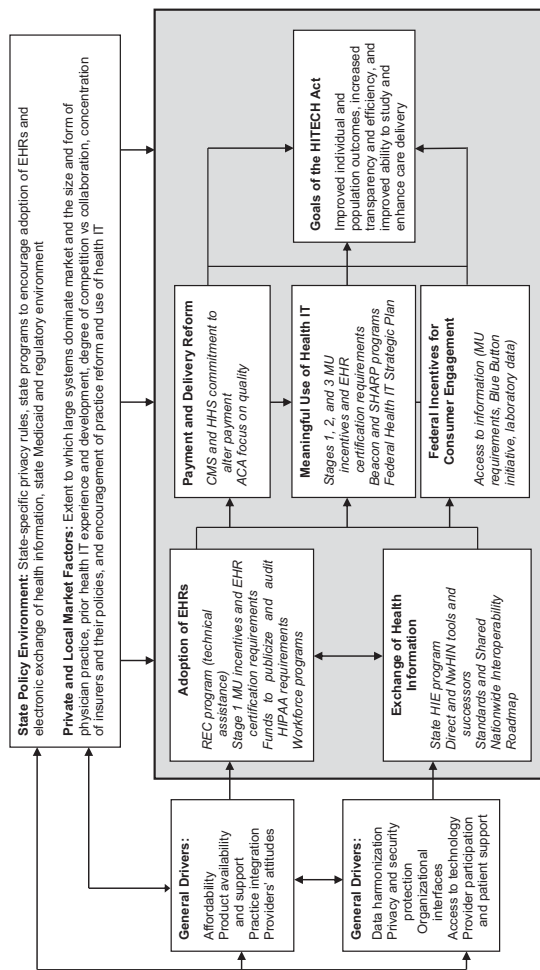 State Policy Environment: State-specific privacy rules, state programs to encourage adoption of EHRs and
electronic exchange of health information, state Medicaid and regulatory environment
Private and Local Market Factors: Extent to which large systems dominate market and the size and form of
physician practice, prior health IT experience and development, degree of competition vs collaboration, concentration
of insurers and their policies, and encouragement of practice reform and use of health IT
General Drivers:
Affordability
Product availability
and support
Practice integration
Providers' attitudes
General Drivers:
Data harmonization
Privacy and security
protection
Organizational
interfaces
Access to technology
Provider participation
and patient support
Adoption of EHRs
REC program (technical
assistance)
Stage 1 MU incentives and EHR
certification requirements
Funds to publicize and audit
HIPAA requirements
Workforce programs
Exchange of Health
Information
State HIE program
Direct and NwHIN tools and
successors
Standards and Shared
Nationwide Interoperability
Roadmap
Payment and Delivery Reform
CMS and HHS commitment to
alter payment
ACA focus on quality
Meaningful Use of Health IT
Stages 1, 2, and 3 MU
incentives and EHR
certification requirements
Beacon and SHARP programs
Federal Health IT Strategic Plan
Federal Incentives for
Consumer Engagement
Access to information (MU
requirements, Blue Button
initiative, laboratory data)
Goals of the HITECH Act
Improved individual and
population outcomes, increased
transparency and efficiency, and
improved ability to study and
enhance care delivery